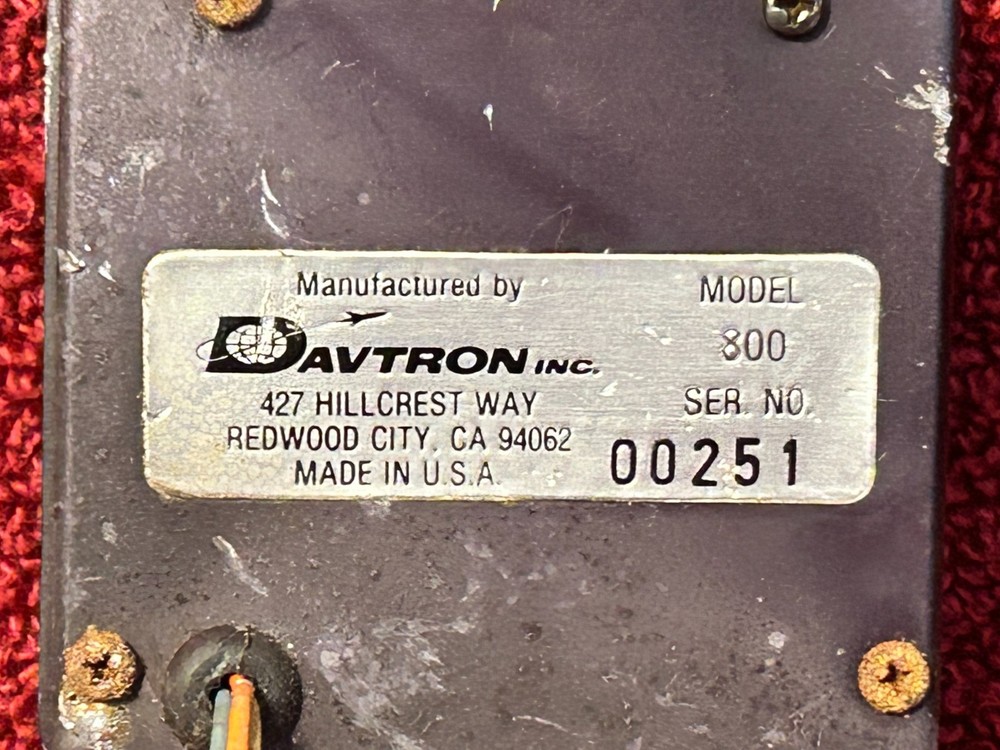 Manufactured by
DAVTRON INC.
427 HILLCREST WAY
REDWOOD CITY, CA 94062
MADE IN U.S.A.
MODEL
800
SER. NO.
00251